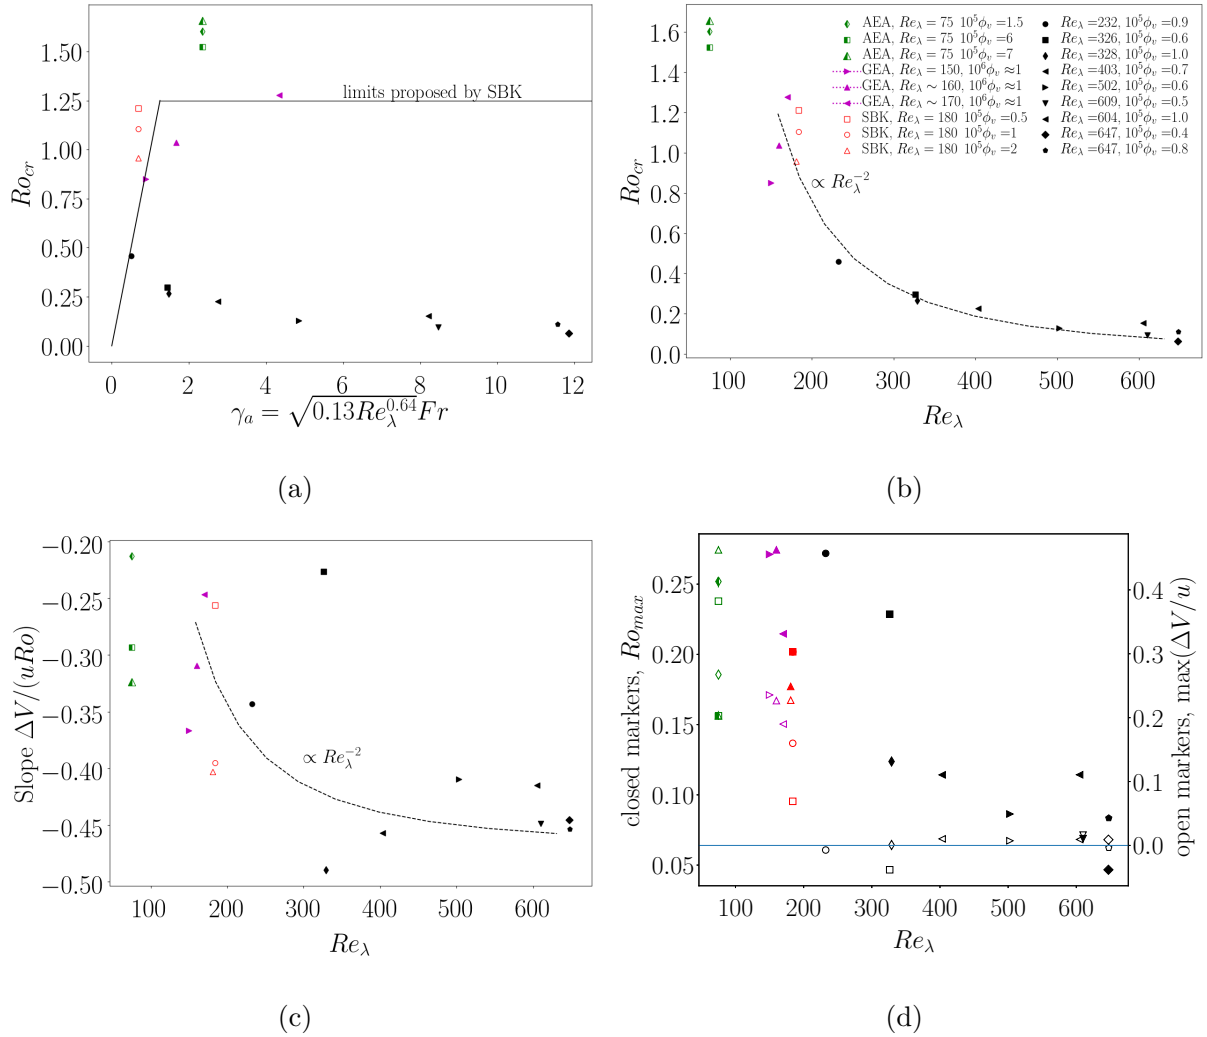 1.50
1.25
1.00
0.75
0.50
0.25
0.00
Ro_{cr}
limits proposed by SBK
0 2 4 6 8 10 12
γ_a = √0.13Re_λ^{0.64}Fr
(a)
1.6
1.4
1.2
1.0
0.8
0.6
0.4
0.2
0.0
Ro_{cr}
AEA, Re_λ = 75 10^5ϕ_v =1.5
AEA, Re_λ = 75 10^5ϕ_v =6
AEA, Re_λ = 75 10^5ϕ_v =7
GEA, Re_λ = 150, 10^6ϕ_v ≈1
GEA, Re_λ ∼ 160, 10^6ϕ_v ≈1
GEA, Re_λ ∼ 170, 10^6ϕ_v ≈1
SBK, Re_λ = 180 10^5ϕ_v =0.5
SBK, Re_λ = 180 10^5ϕ_v =1
SBK, Re_λ = 180 10^5ϕ_v =2
Re_λ =232, 10^5ϕ_v =0.9
Re_λ =326, 10^5ϕ_v =0.6
Re_λ =328, 10^5ϕ_v =1.0
Re_λ =403, 10^5ϕ_v =0.7
Re_λ =502, 10^5ϕ_v =0.6
Re_λ =609, 10^5ϕ_v =0.5
Re_λ =604, 10^5ϕ_v =1.0
Re_λ =647, 10^5ϕ_v =0.4
Re_λ =647, 10^5ϕ_v =0.8
∝ Re_λ^{-2}
100 200 300 400 500 600
Re_λ
(b)
−0.20
−0.25
−0.30
−0.35
−0.40
−0.45
−0.50
Slope ΔV/(uRo)
∝ Re_λ^{-2}
100 200 300 400 500 600
Re_λ
(c)
0.25
0.20
0.15
0.10
0.05
closed markers, Ro_{max}
0.4
0.3
0.2
0.1
0.0
open markers, max(ΔV/u)
100 200 300 400 500 600
Re_λ
(d)